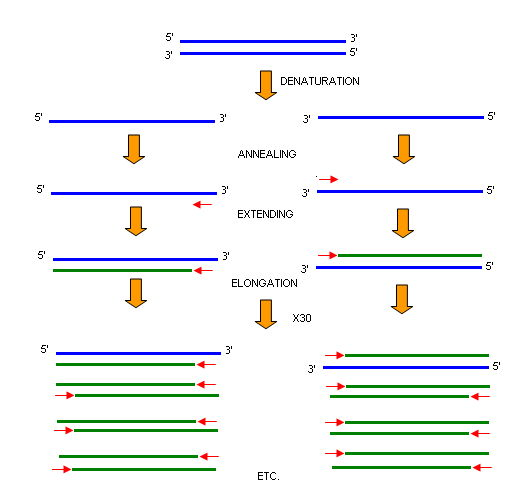 5' 3'
3' 5'
DENATURATION
5' 3' 3' 5'
ANNEALING
5' 3' 3' 5'
EXTENDING
5' 3' 3' 5'
ELONGATION
X30
5' 3' 3' 5'
ETC.